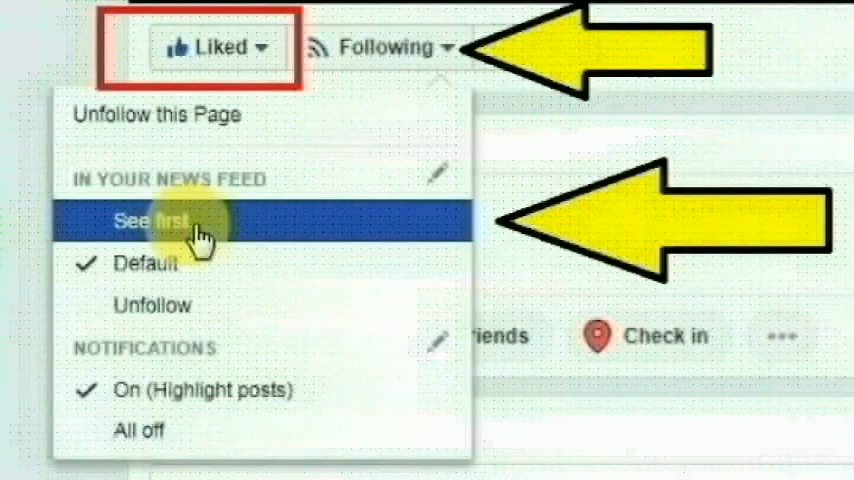 Liked
Following
Unfollow this Page
IN YOUR NEWS FEED
See first
Default
Unfollow
NOTIFICATIONS
riends
Check in
On (Highlight posts)
All off